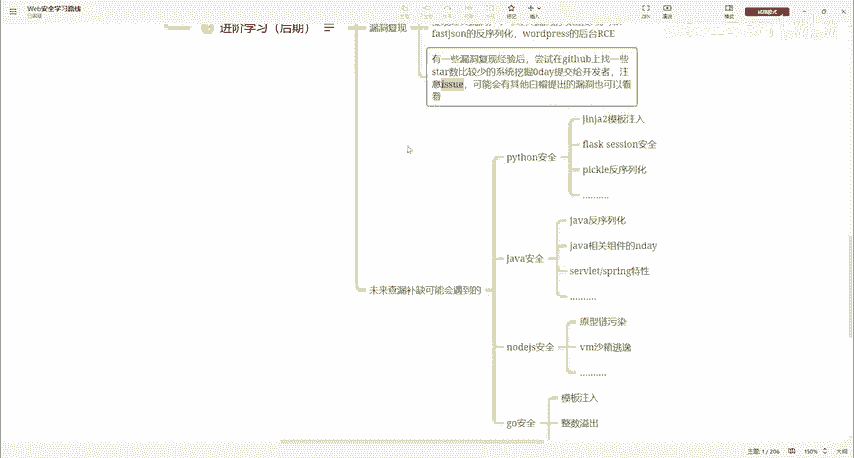 Web安全学习路线
进阶学习（后期）
漏洞复现
fastjson的反序列化，wordpress的后台RCE
有一些漏洞复现经验后，尝试在github上找一些
star数比较少的系统挖掘0day提交给开发者，注
意issue，可能会有其他白帽提出的漏洞也可以看
看
python安全
jinja2模板注入
flask session安全
pickle反序列化
..........
java安全
java反序列化
java相关组件的nday
servlet/spring特性
..........
未来查漏补缺可能会遇到的
nodejs安全
原型链污染
vm沙箱逃逸
..........
go安全
模板注入
整数溢出
主题: 1 / 206
150%
大纲